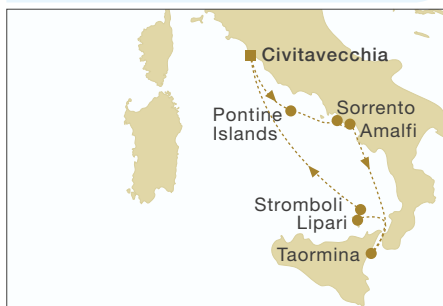 Civitavecchia
Pontine
Islands
Sorrento
Amalfi
Stromboli
Lipari
Taormina